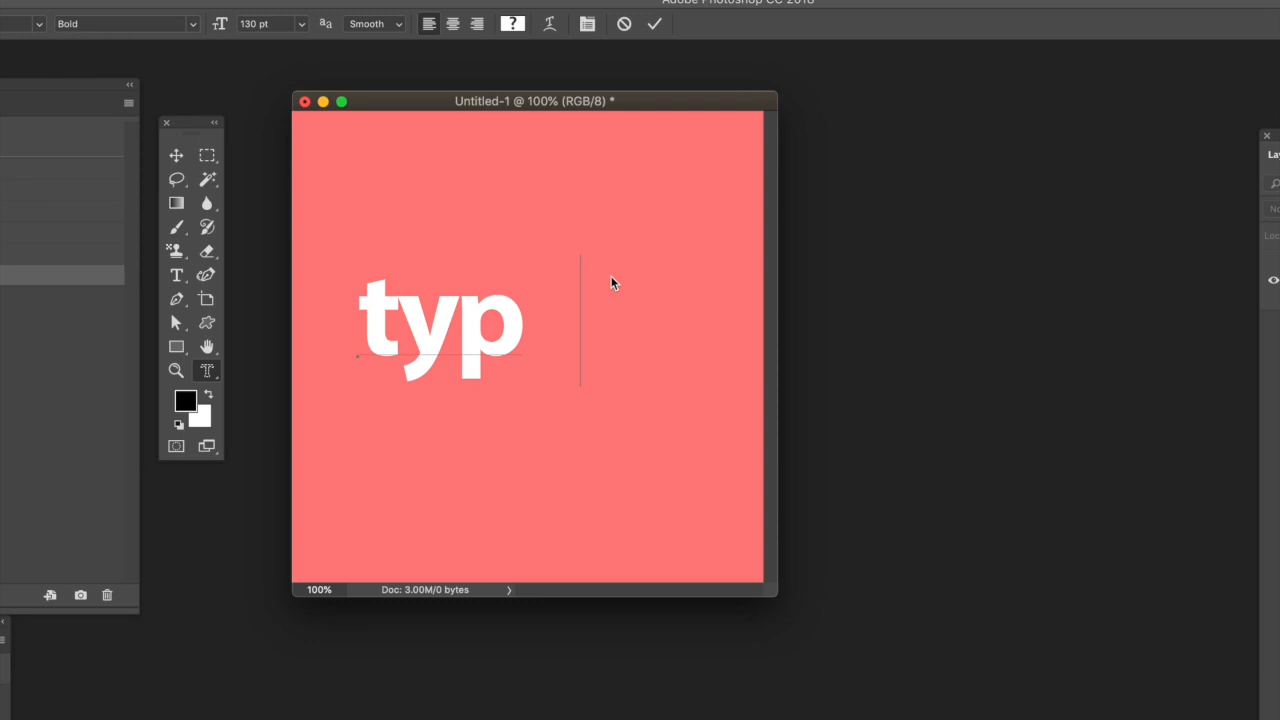 Adobe Photoshop CC 2018
Bold
130 pt
Smooth
Untitled-1 @ 100% (RGB/8) *
typ
100%
Doc: 3.00M/0 bytes